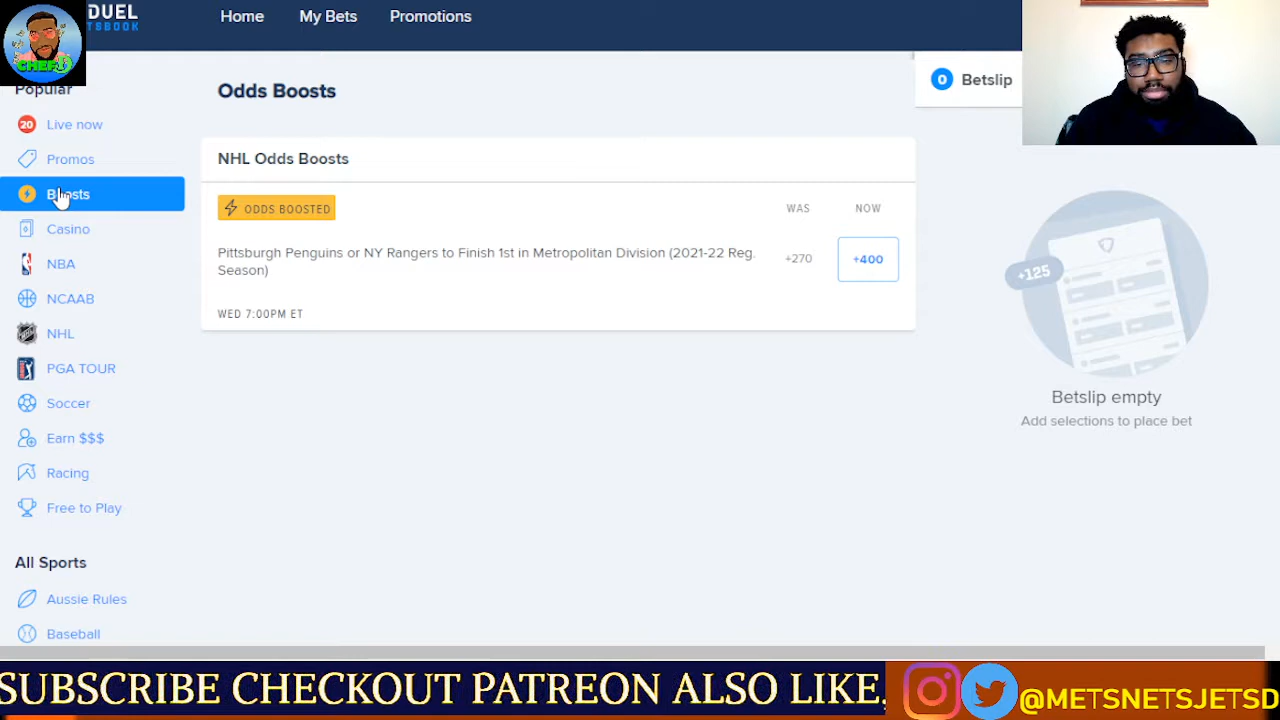 DUEL
Home
My Bets
Promotions
CHEF
Popular
20 Live now
Promos
Boosts
Casino
NBA
NCAAB
NHL
PGA TOUR
Soccer
Earn $$$
Racing
Free to Play
All Sports
Aussie Rules
Baseball
Odds Boosts
NHL Odds Boosts
ODDS BOOSTED
WAS
NOW
Pittsburgh Penguins or NY Rangers to Finish 1st in Metropolitan Division (2021-22 Reg.
Season)
+270
+400
WED 7:00PM ET
0 Betslip
+125
Betslip empty
Add selections to place bet
SUBSCRIBE CHECKOUT PATREON ALSO LIKE,
@METSNETSJETSD